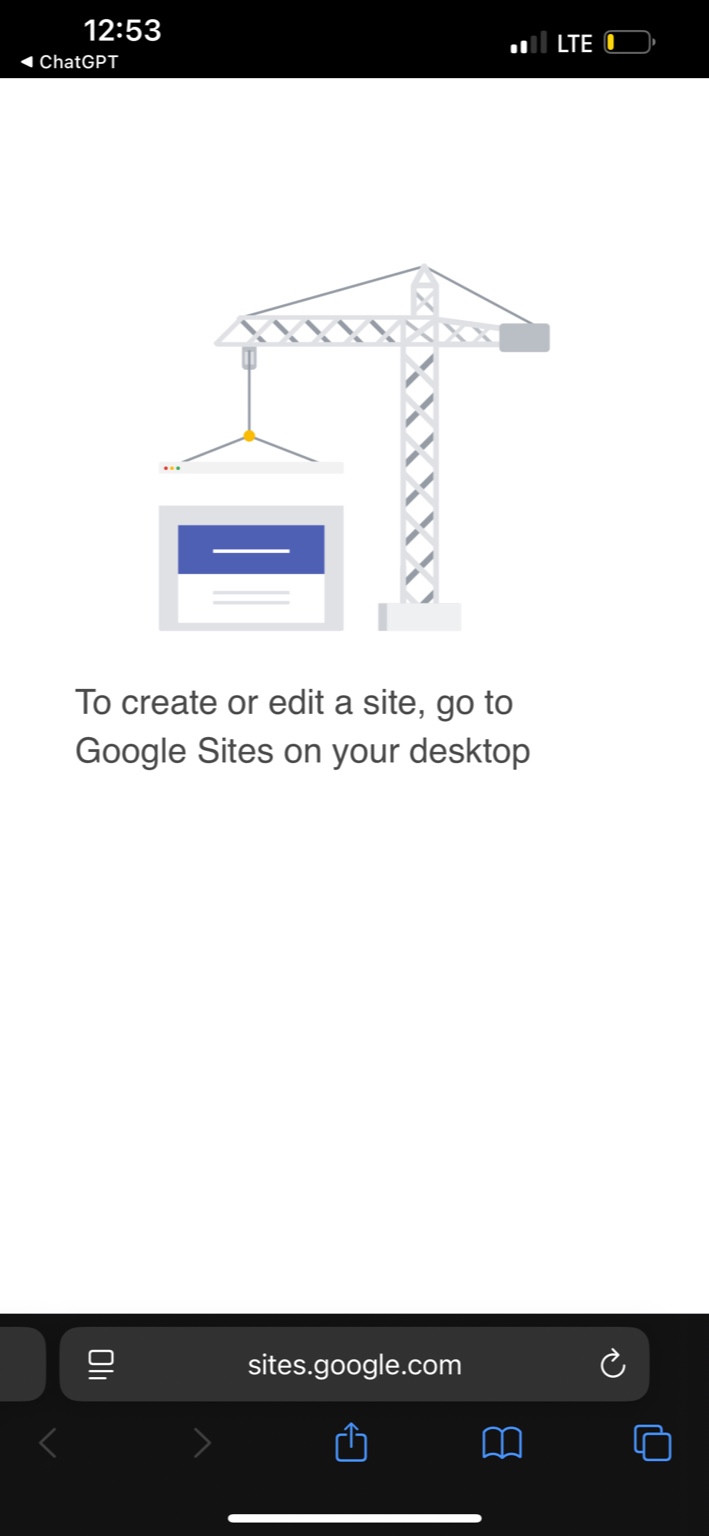 12:53
◀ ChatGPT
LTE
To create or edit a site, go to
Google Sites on your desktop
sites.google.com